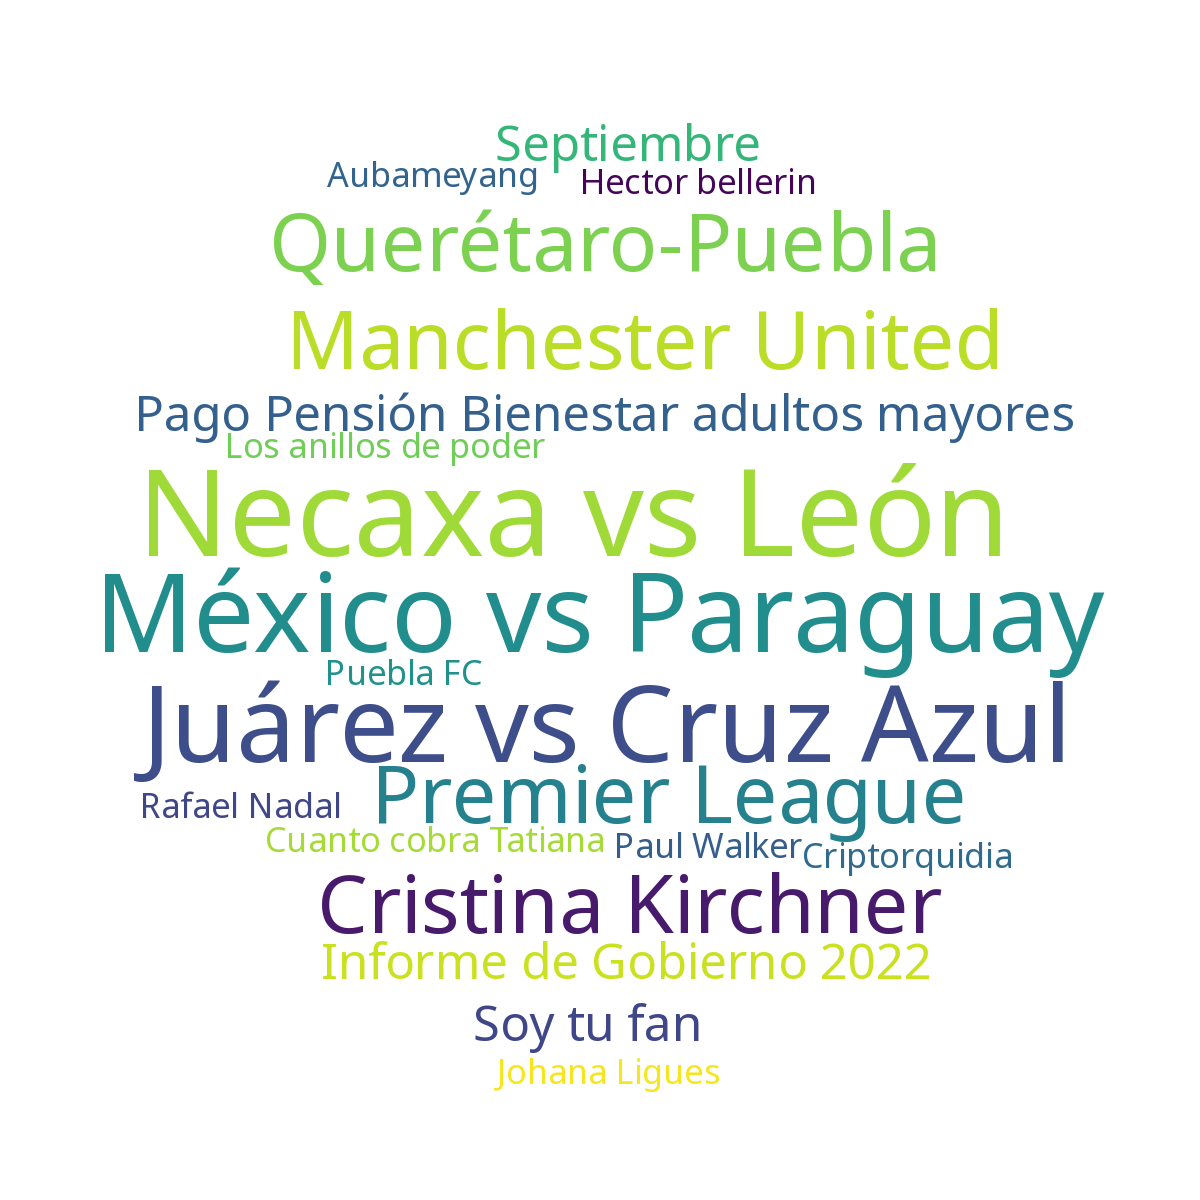 Septiembre
Aubameyang
Hector bellerin
Querétaro-Puebla
Manchester United
Pago Pensión Bienestar adultos mayores
Los anillos de poder
Necaxa vs León
México vs Paraguay
Puebla FC
Juárez vs Cruz Azul
Premier League
Rafael Nadal
Cuanto cobra Tatiana
Paul Walker
Criptorquidia
Cristina Kirchner
Informe de Gobierno 2022
Soy tu fan
Johana Ligues